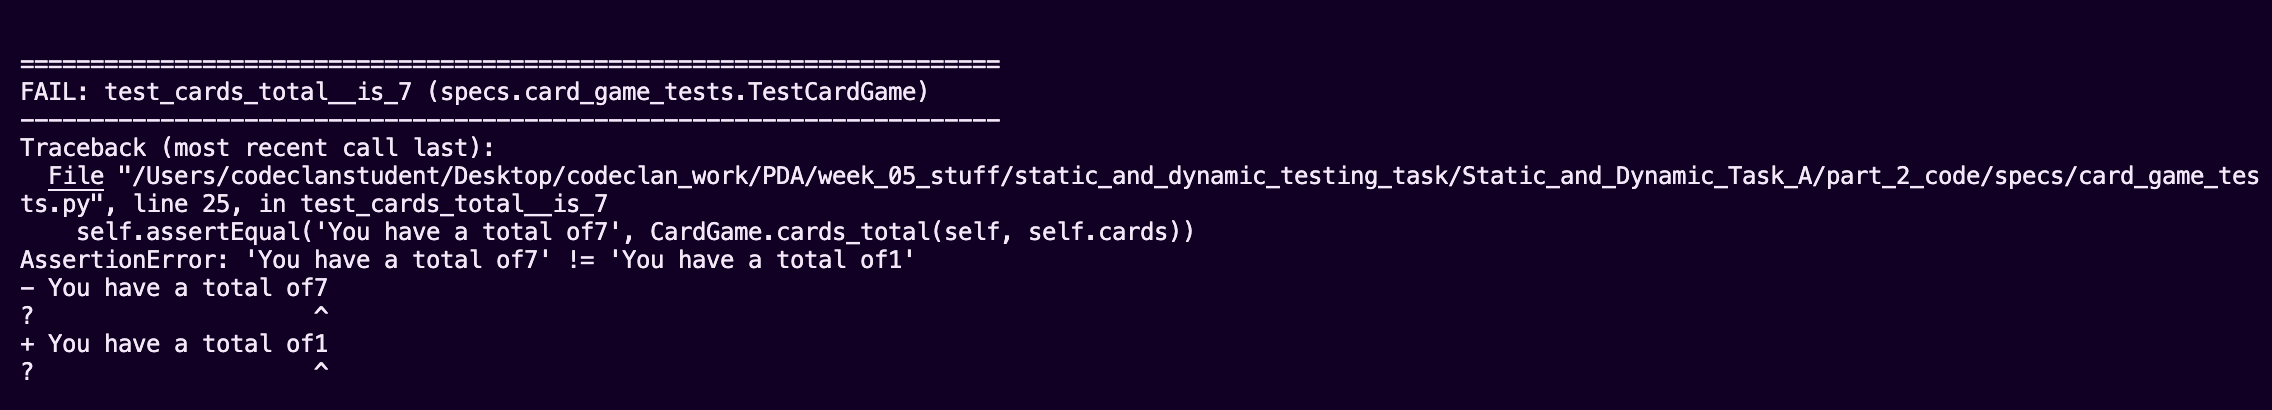 ======================================================================
FAIL: test_cards_total__is_7 (specs.card_game_tests.TestCardGame)
----------------------------------------------------------------------
Traceback (most recent call last):
  File "/Users/codeclanstudent/Desktop/codeclan_work/PDA/week_05_stuff/static_and_dynamic_testing_task/Static_and_Dynamic_Task_A/part_2_code/specs/card_game_tes
ts.py", line 25, in test_cards_total__is_7
    self.assertEqual('You have a total of7', CardGame.cards_total(self, self.cards))
AssertionError: 'You have a total of7' != 'You have a total of1'
- You have a total of7
?                    ^
+ You have a total of1
?                    ^